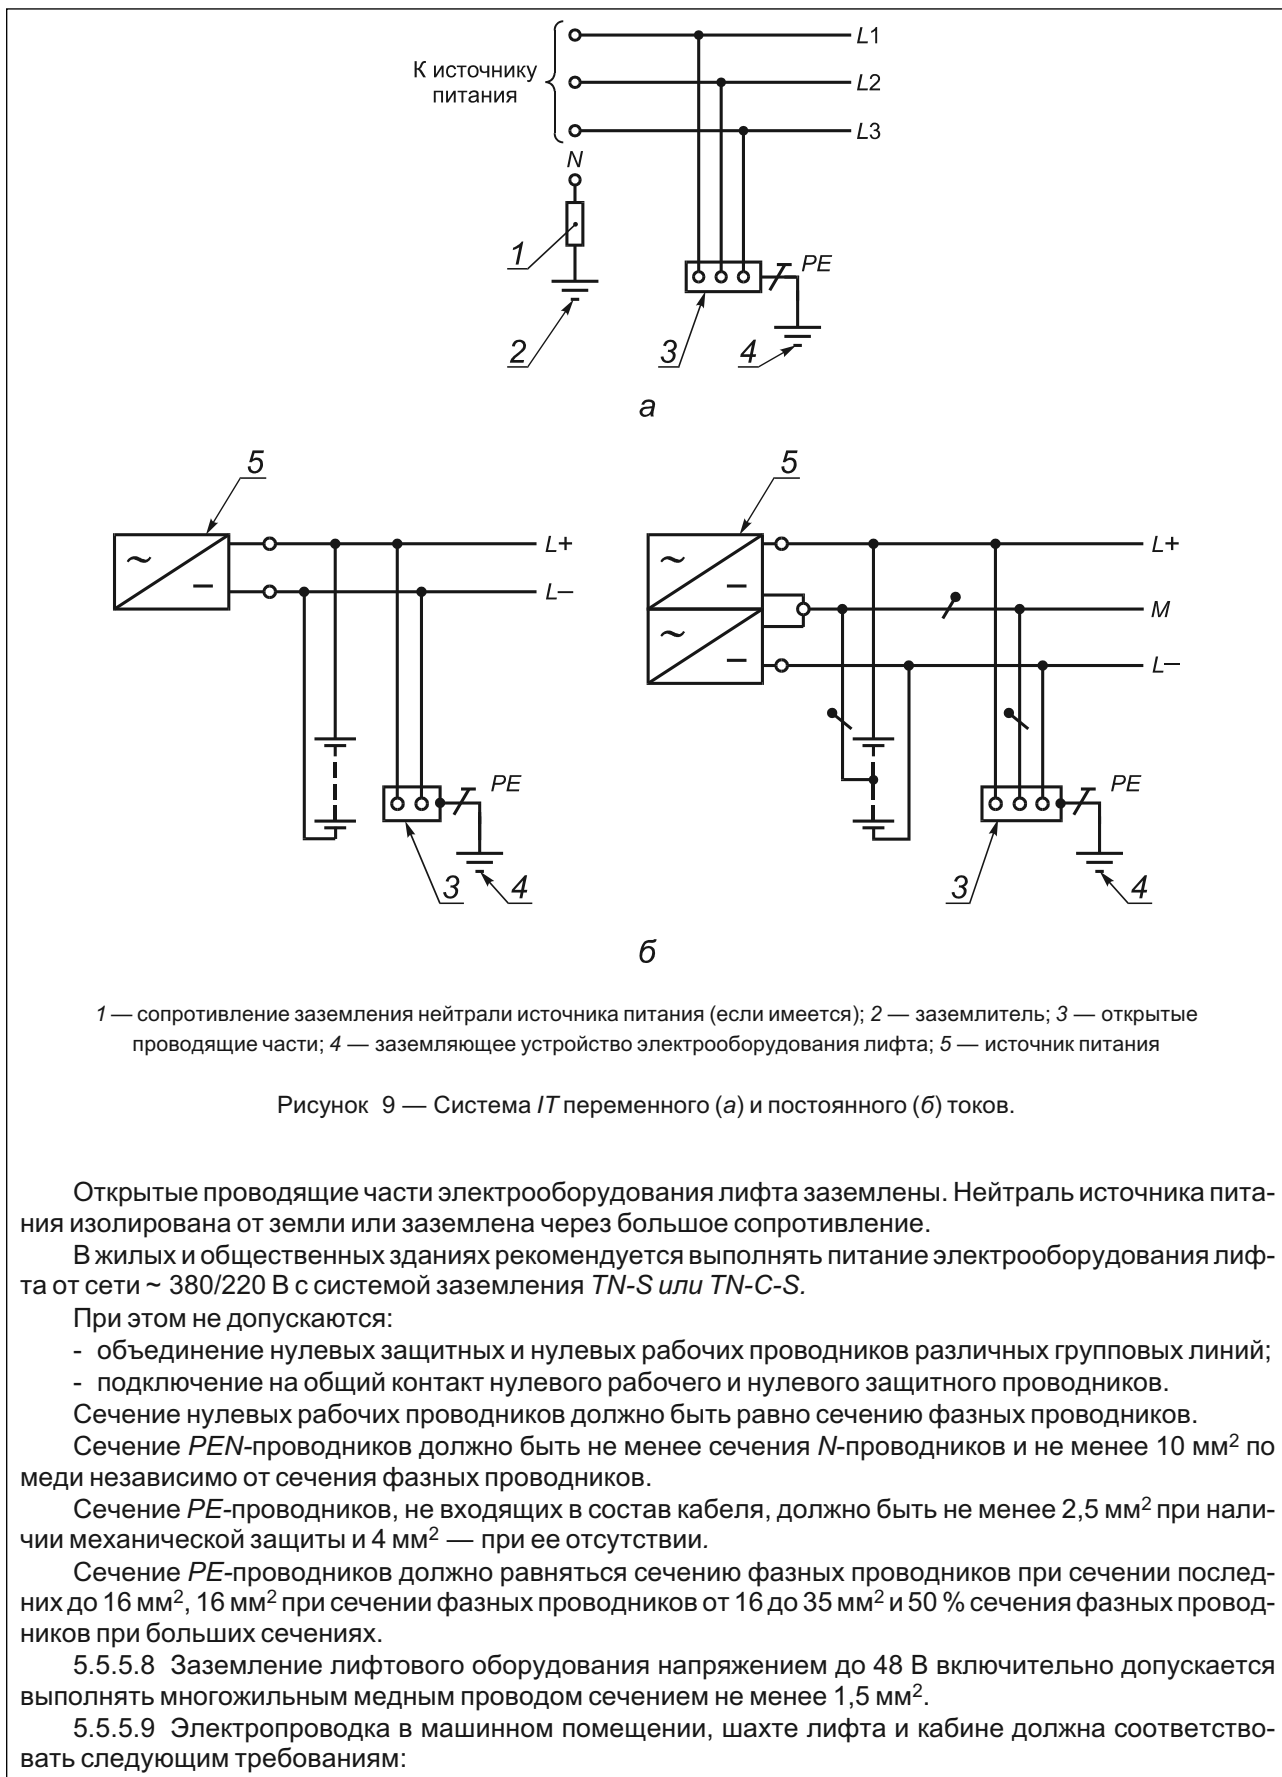 L1
К источнику
питания
L2
L3
N
1
PE
2
3
4
а
5
5
L+
L–
L+
M
L–
PE
PE
3
4
3
4
б
1 — сопротивление заземления нейтрали источника питания (если имеется); 2 — заземлитель; 3 — открытые
проводящие части; 4 — заземляющее устройство электрооборудования лифта; 5 — источник питания
Рисунок 9 — Система IT переменного (а) и постоянного (б) токов.
Открытые проводящие части электрооборудования лифта заземлены. Нейтраль источника пита-
ния изолирована от земли или заземлена через большое сопротивление.
В жилых и общественных зданиях рекомендуется выполнять питание электрооборудования лиф-
та от сети ~ 380/220 В с системой заземления TN-S или TN-C-S.
При этом не допускаются:
- объединение нулевых защитных и нулевых рабочих проводников различных групповых линий;
- подключение на общий контакт нулевого рабочего и нулевого защитного проводников.
Сечение нулевых рабочих проводников должно быть равно сечению фазных проводников.
Сечение PEN-проводников должно быть не менее сечения N-проводников и не менее 10 мм² по
меди независимо от сечения фазных проводников.
Сечение PE-проводников, не входящих в состав кабеля, должно быть не менее 2,5 мм² при нали-
чии механической защиты и 4 мм² — при ее отсутствии.
Сечение PE-проводников должно равняться сечению фазных проводников при сечении послед-
них до 16 мм², 16 мм² при сечении фазных проводников от 16 до 35 мм² и 50 % сечения фазных провод-
ников при больших сечениях.
5.5.5.8 Заземление лифтового оборудования напряжением до 48 В включительно допускается
выполнять многожильным медным проводом сечением не менее 1,5 мм².
5.5.5.9 Электропроводка в машинном помещении, шахте лифта и кабине должна соответство-
вать следующим требованиям: